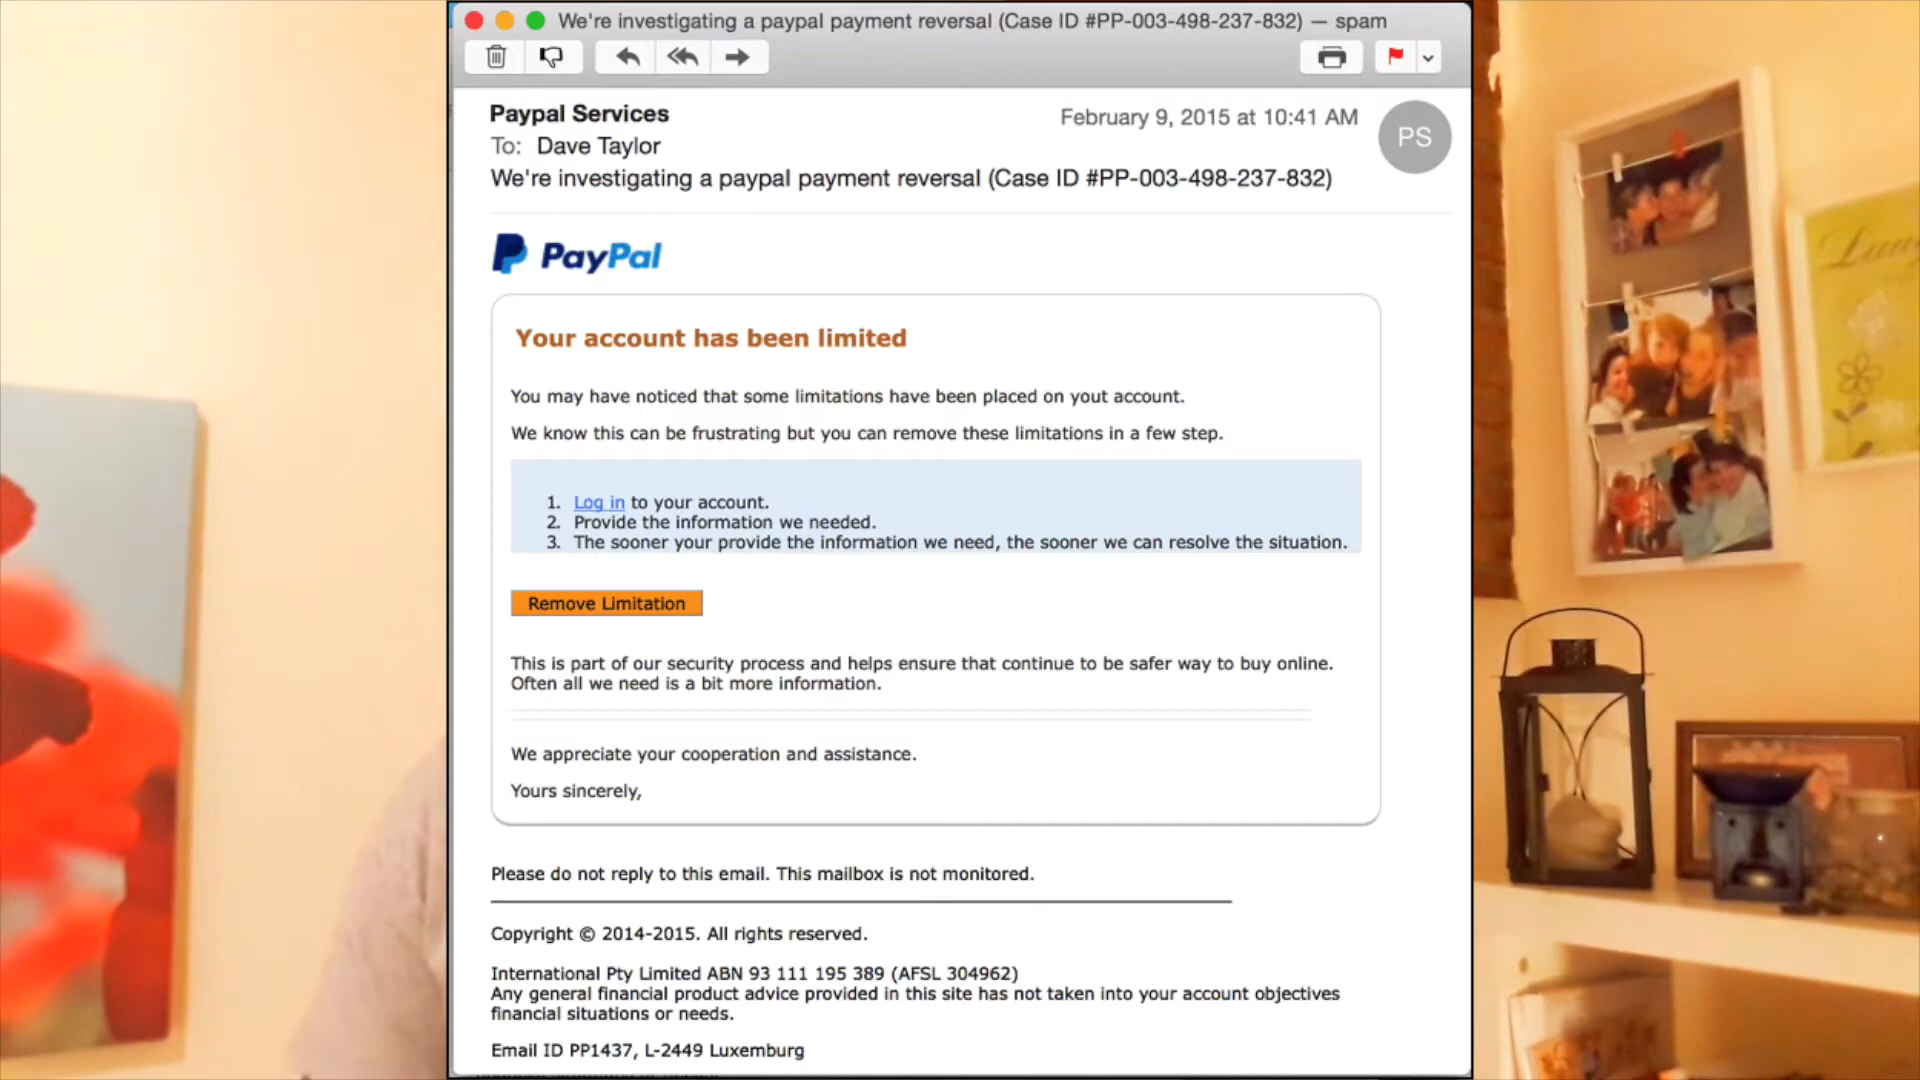 We're investigating a paypal payment reversal (Case ID #PP-003-498-237-832) — spam
Paypal Services
February 9, 2015 at 10:41 AM
PS
To: Dave Taylor
We're investigating a paypal payment reversal (Case ID #PP-003-498-237-832)
PayPal
Your account has been limited
You may have noticed that some limitations have been placed on yout account.
We know this can be frustrating but you can remove these limitations in a few step.
1. Log in to your account.
2. Provide the information we needed.
3. The sooner your provide the information we need, the sooner we can resolve the situation.
Remove Limitation
This is part of our security process and helps ensure that continue to be safer way to buy online.
Often all we need is a bit more information.
We appreciate your cooperation and assistance.
Yours sincerely,
Please do not reply to this email. This mailbox is not monitored.
Copyright © 2014-2015. All rights reserved.
International Pty Limited ABN 93 111 195 389 (AFSL 304962)
Any general financial product advice provided in this site has not taken into your account objectives
financial situations or needs.
Email ID PP1437, L-2449 Luxemburg